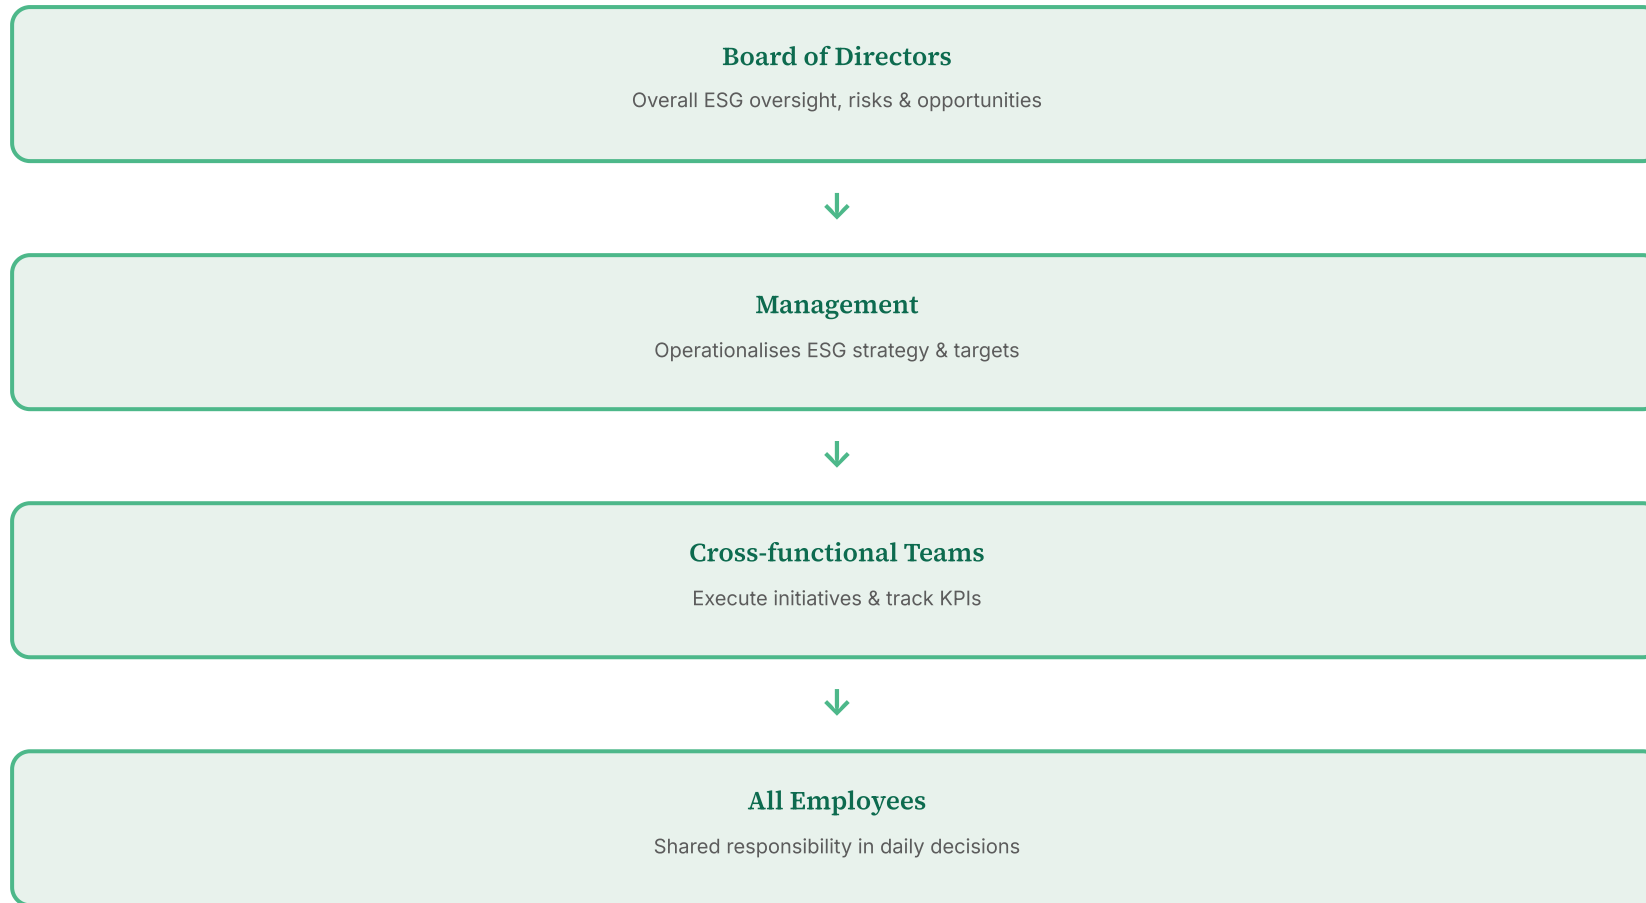 Board of Directors
Overall ESG oversight, risks & opportunities
Management
Operationalises ESG strategy & targets
Cross-functional Teams
Execute initiatives & track KPIs
All Employees
Shared responsibility in daily decisions